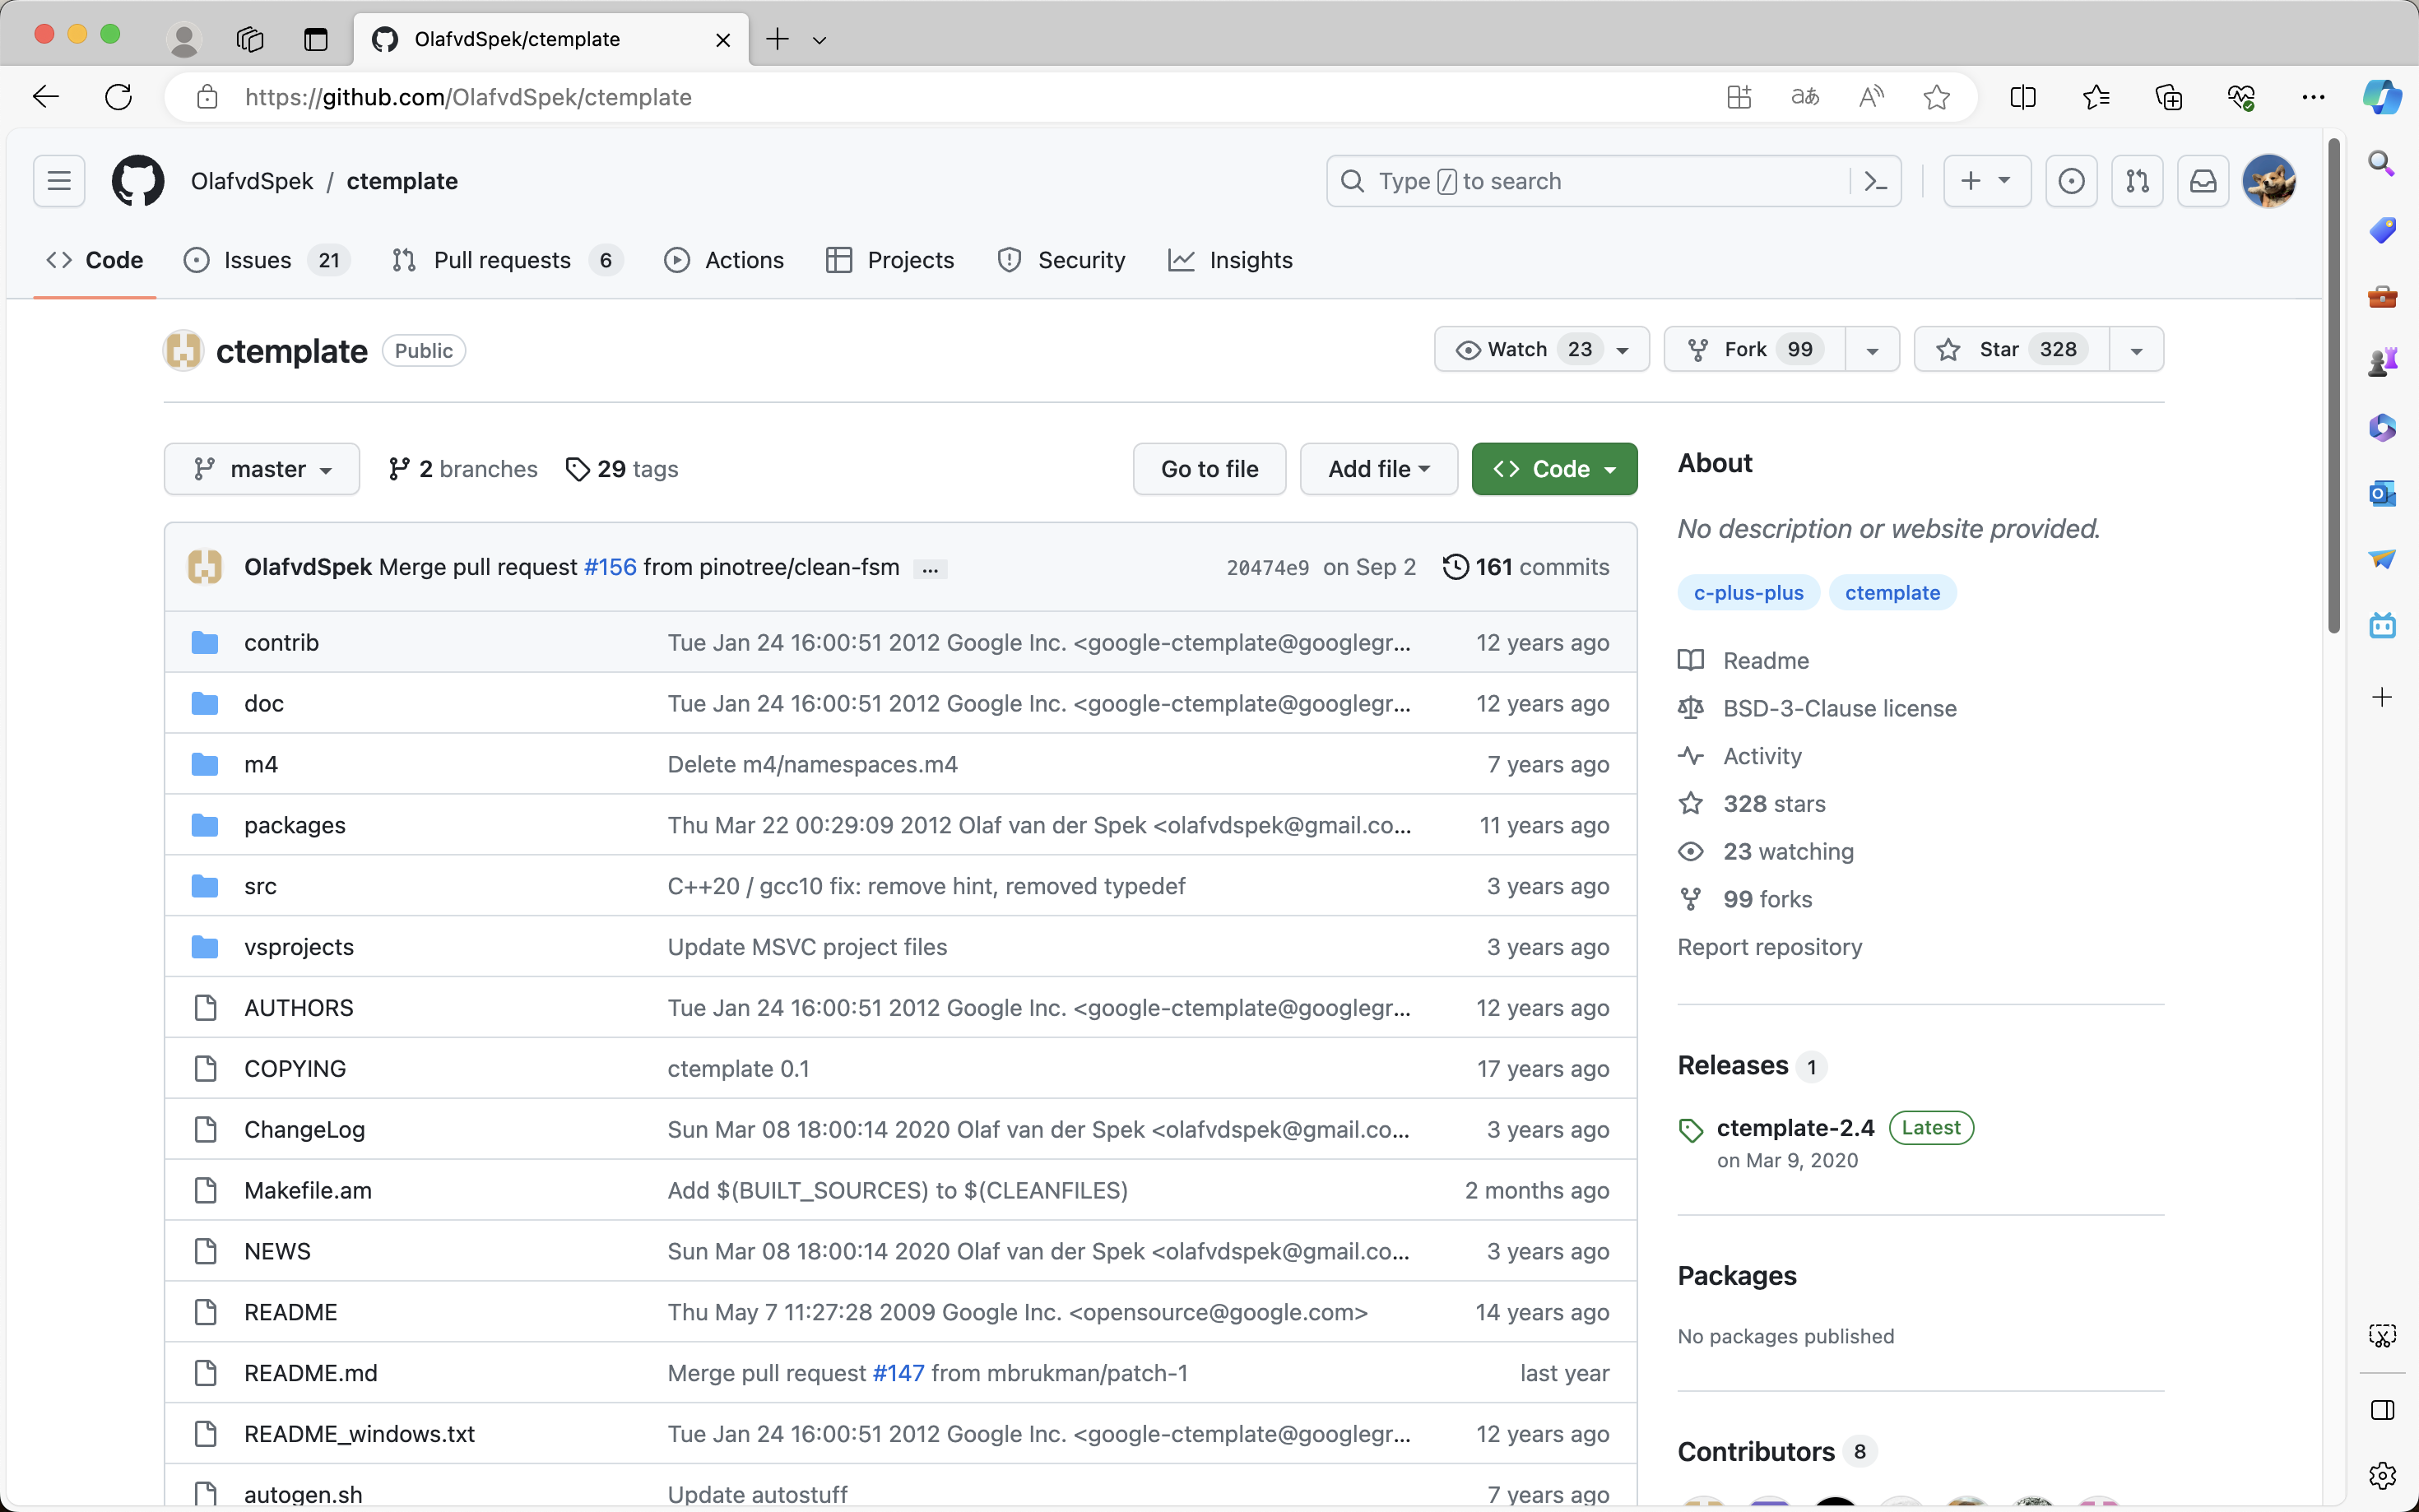 OlafvdSpek/ctemplate
https://github.com/OlafvdSpek/ctemplate
OlafvdSpek / ctemplate
Type / to search
Code
Issues 21
Pull requests 6
Actions
Projects
Security
Insights
ctemplate Public
Watch 23
Fork 99
Star 328
master
2 branches
29 tags
Go to file
Add file
Code
OlafvdSpek Merge pull request #156 from pinotree/clean-fsm ... 20474e9 on Sep 2 161 commits
contrib Tue Jan 24 16:00:51 2012 Google Inc. <google-ctemplate@googlegr... 12 years ago
doc Tue Jan 24 16:00:51 2012 Google Inc. <google-ctemplate@googlegr... 12 years ago
m4 Delete m4/namespaces.m4 7 years ago
packages Thu Mar 22 00:29:09 2012 Olaf van der Spek <olafvdspek@gmail.co... 11 years ago
src C++20 / gcc10 fix: remove hint, removed typedef 3 years ago
vsprojects Update MSVC project files 3 years ago
AUTHORS Tue Jan 24 16:00:51 2012 Google Inc. <google-ctemplate@googlegr... 12 years ago
COPYING ctemplate 0.1 17 years ago
ChangeLog Sun Mar 08 18:00:14 2020 Olaf van der Spek <olafvdspek@gmail.co... 3 years ago
Makefile.am Add $(BUILT_SOURCES) to $(CLEANFILES) 2 months ago
NEWS Sun Mar 08 18:00:14 2020 Olaf van der Spek <olafvdspek@gmail.co... 3 years ago
README Thu May 7 11:27:28 2009 Google Inc. <opensource@google.com> 14 years ago
README.md Merge pull request #147 from mbrukman/patch-1 last year
README_windows.txt Tue Jan 24 16:00:51 2012 Google Inc. <google-ctemplate@googlegr... 12 years ago
autogen.sh Update autostuff 7 years ago
About
No description or website provided.
c-plus-plus ctemplate
Readme
BSD-3-Clause license
Activity
328 stars
23 watching
99 forks
Report repository
Releases 1
ctemplate-2.4 Latest
on Mar 9, 2020
Packages
No packages published
Contributors 8